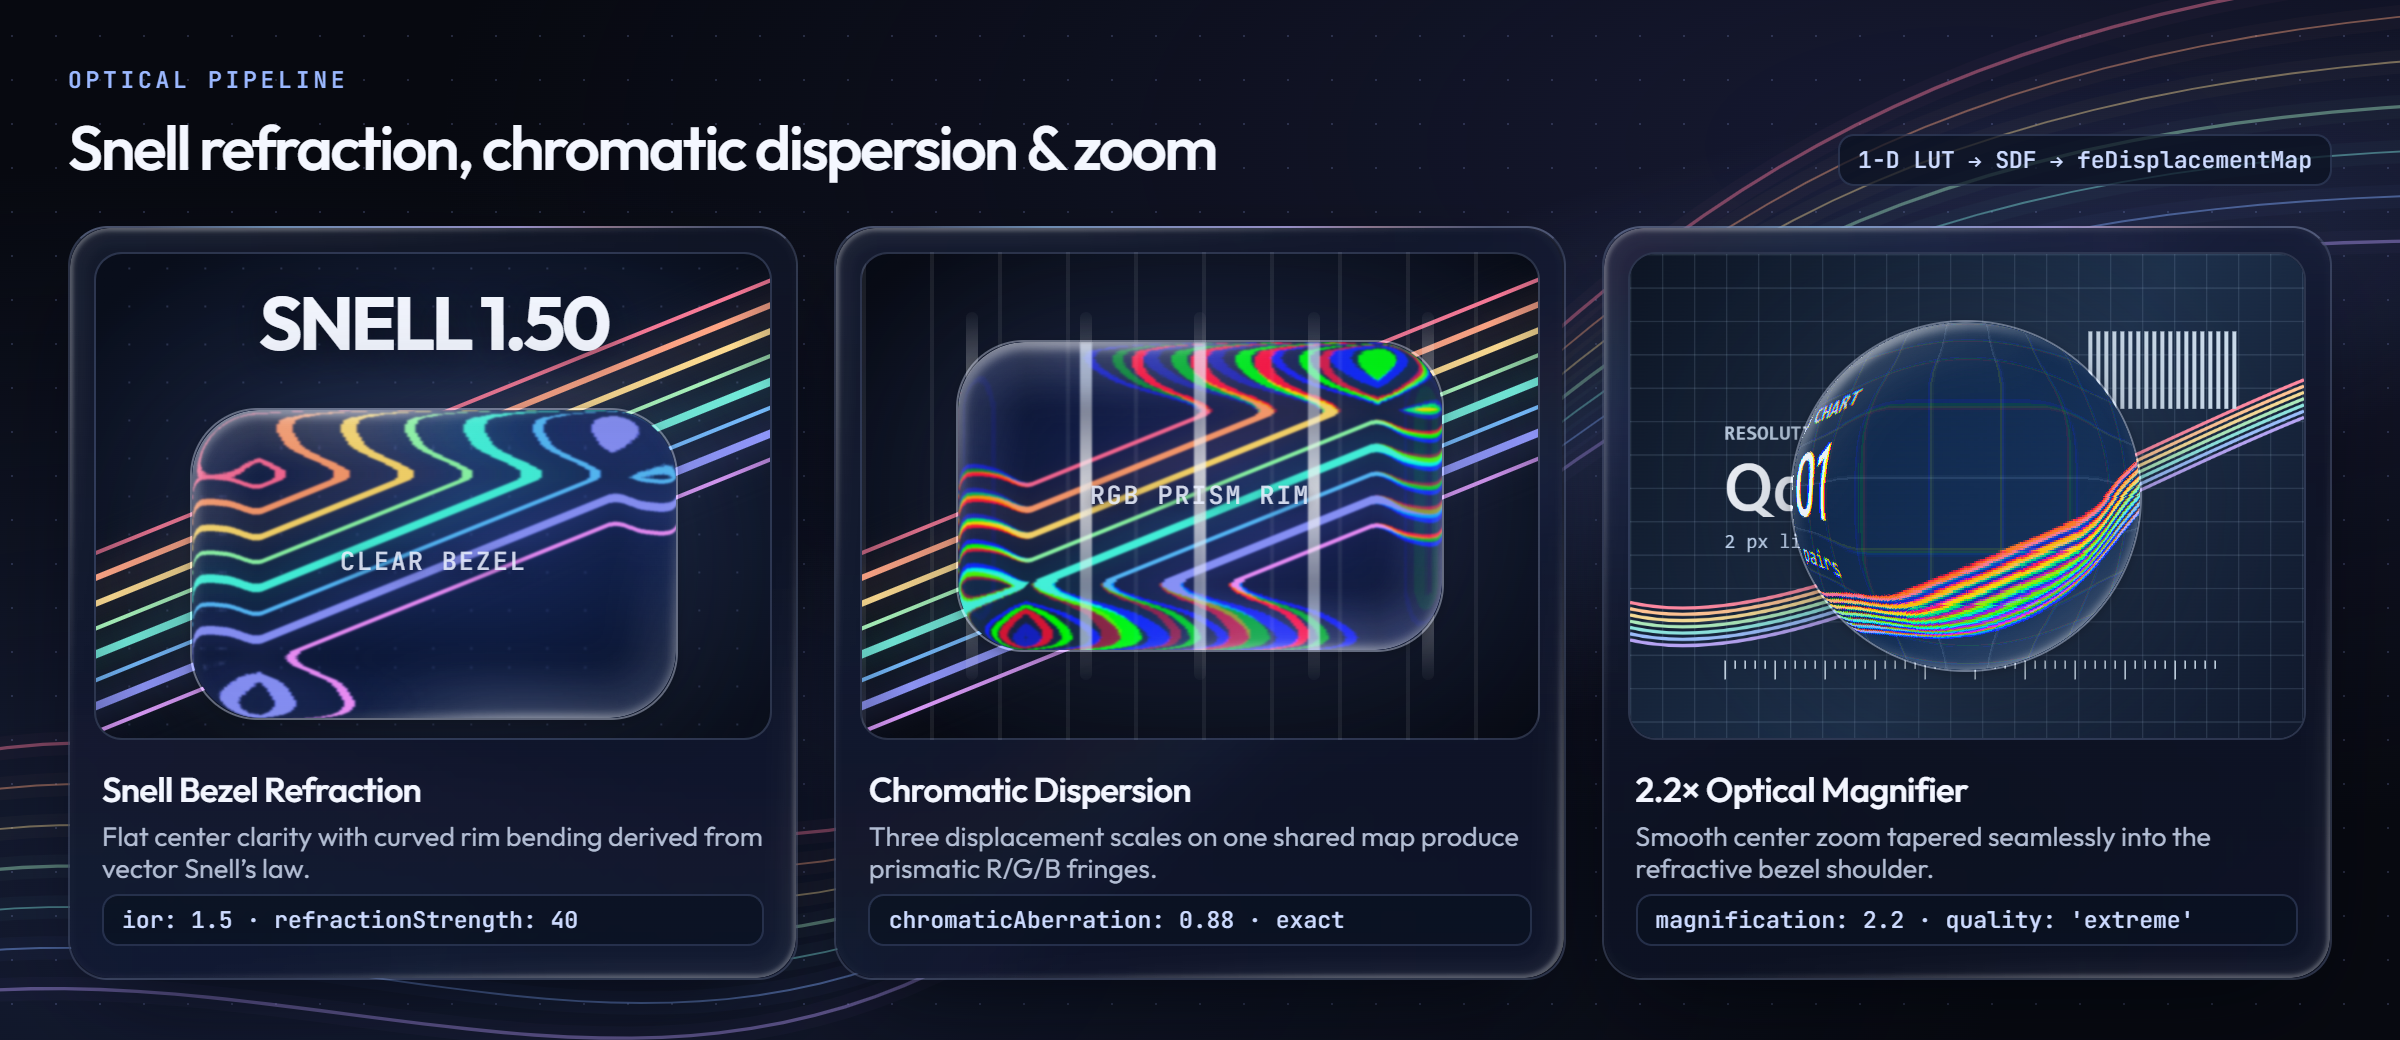 OPTICAL PIPELINE
Snell refraction, chromatic dispersion & zoom
1-D LUT → SDF → feDisplacementMap
SNELL 1.50
CLEAR BEZEL
Snell Bezel Refraction
Flat center clarity with curved rim bending derived from
vector Snell’s law.
ior: 1.5 · refractionStrength: 40
RGB PRISM RIM
Chromatic Dispersion
Three displacement scales on one shared map produce
prismatic R/G/B fringes.
chromaticAberration: 0.88 · exact
CHART
01
2 px
pairs
2.2× Optical Magnifier
Smooth center zoom tapered seamlessly into the
refractive bezel shoulder.
magnification: 2.2 · quality: 'extreme'